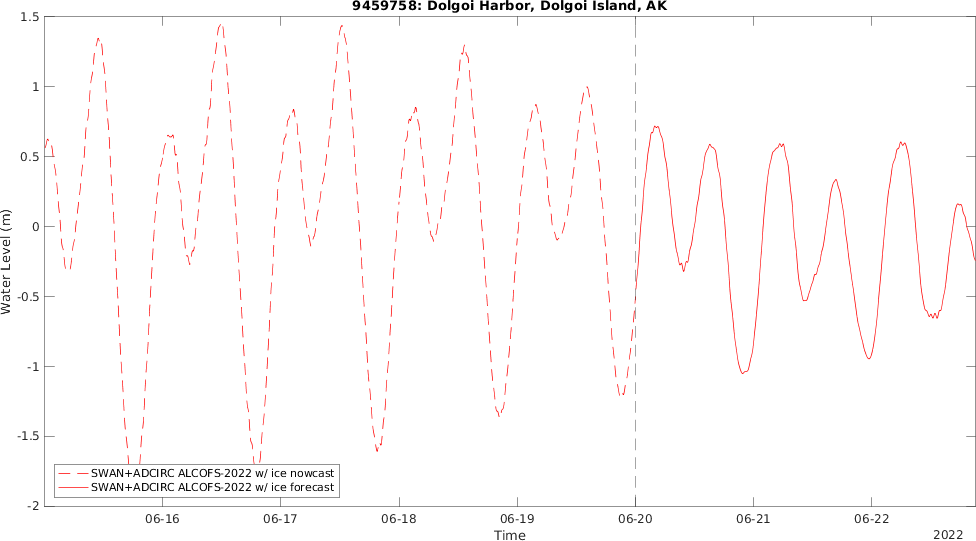 9459758: Dolgoi Harbor, Dolgoi Island, AK
1.5
1
0.5
0
-0.5
-1
-1.5
-2
Water Level (m)
SWAN+ADCIRC ALCOFS-2022 w/ ice nowcast
SWAN+ADCIRC ALCOFS-2022 w/ ice forecast
06-16 06-17 06-18 06-19 06-20 06-21 06-22
Time
2022